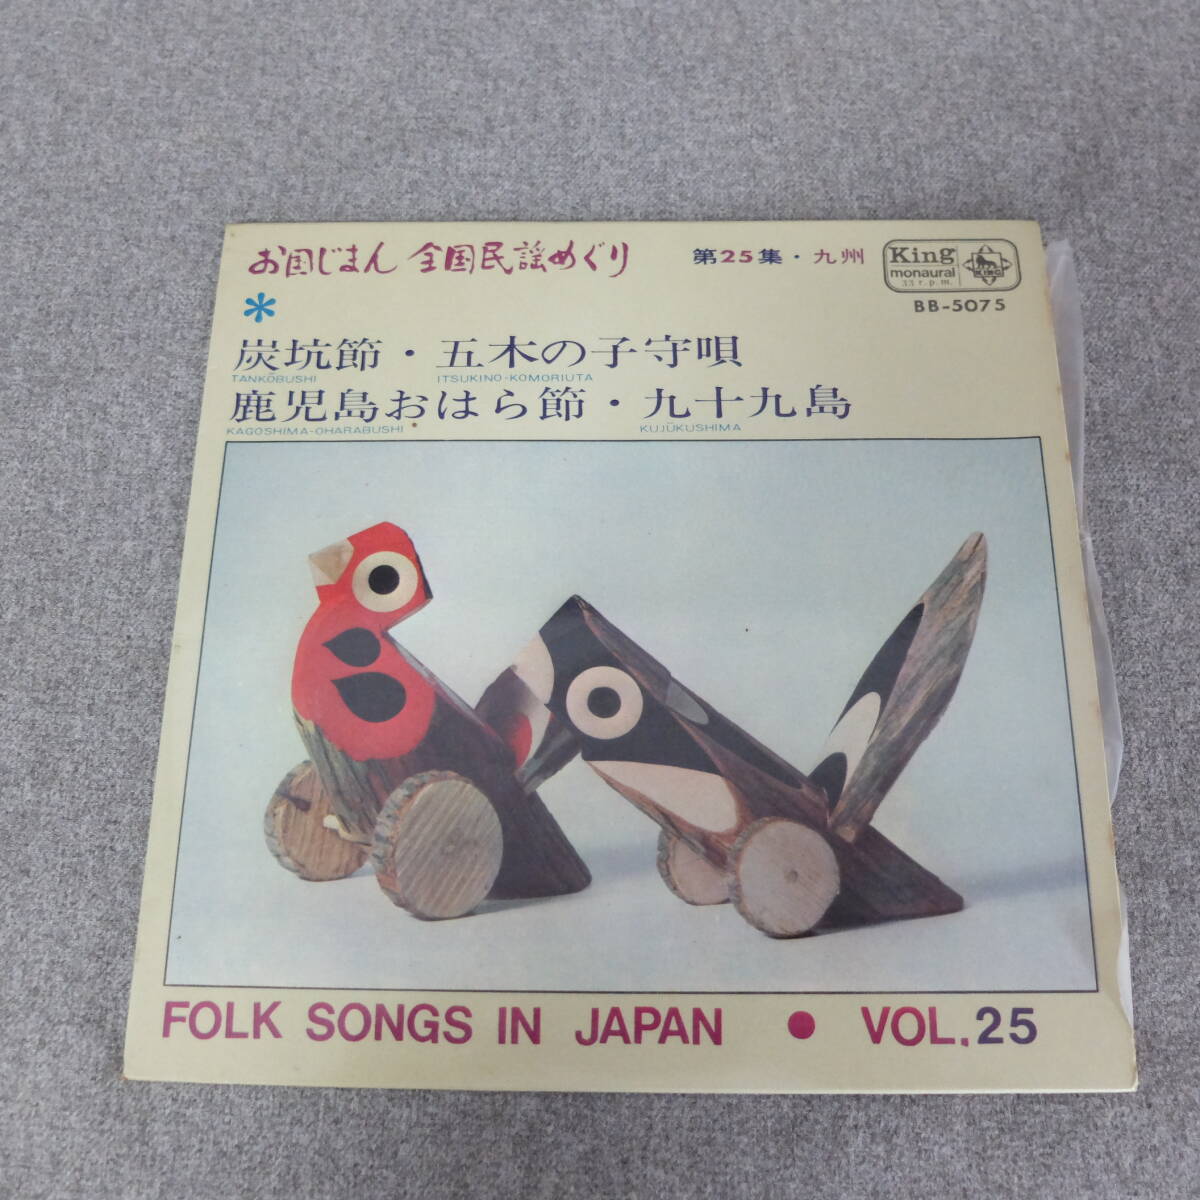 お国じまん 全国民謡めぐり 第25集・九州
King
monaural
33 r.p.m.
KING
BB-5075
*
炭坑節・五木の子守唄
TANKŌBUSHI ITSUKINO-KOMORIUTA
鹿児島おはら節・九十九島
KAGOSHIMA-OHARABUSHI KUJŪKUSHIMA
FOLK SONGS IN JAPAN ● VOL.25